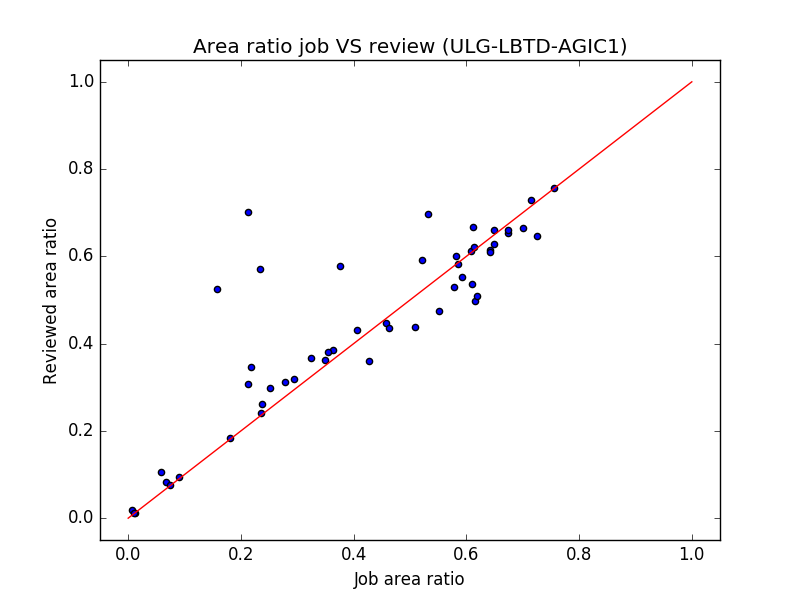 Area ratio job VS review (ULG-LBTD-AGIC1)
1.0
0.8
0.6
0.4
0.2
0.0
Reviewed area ratio
0.0 0.2 0.4 0.6 0.8 1.0
Job area ratio